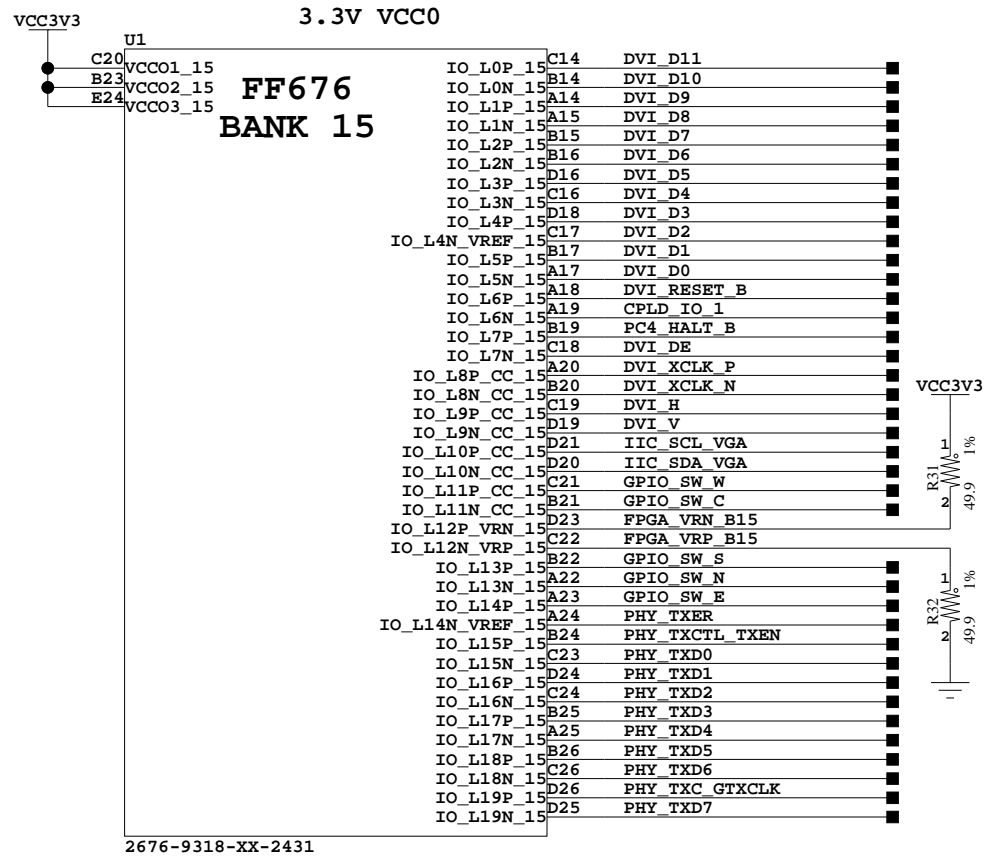 3.3V VCC0
VCC3V3
U1
FF676
BANK 15
C20 VCCO1_15
B23 VCCO2_15
E24 VCCO3_15
IO_L0P_15 C14 DVI_D11
IO_L0N_15 B14 DVI_D10
IO_L1P_15 A14 DVI_D9
IO_L1N_15 A15 DVI_D8
IO_L2P_15 B15 DVI_D7
IO_L2N_15 B16 DVI_D6
IO_L3P_15 D16 DVI_D5
IO_L3N_15 C16 DVI_D4
IO_L4P_15 D18 DVI_D3
IO_L4N_VREF_15 C17 DVI_D2
IO_L5P_15 B17 DVI_D1
IO_L5N_15 A17 DVI_D0
IO_L6P_15 A18 DVI_RESET_B
IO_L6N_15 A19 CPLD_IO_1
IO_L7P_15 B19 PC4_HALT_B
IO_L7N_15 C18 DVI_DE
IO_L8P_CC_15 A20 DVI_XCLK_P
IO_L8N_CC_15 B20 DVI_XCLK_N
IO_L9P_CC_15 C19 DVI_H
IO_L9N_CC_15 D19 DVI_V
IO_L10P_CC_15 D21 IIC_SCL_VGA
IO_L10N_CC_15 D20 IIC_SDA_VGA
IO_L11P_CC_15 C21 GPIO_SW_W
IO_L11N_CC_15 B21 GPIO_SW_C
IO_L12P_VRN_15 D23 FPGA_VRN_B15
IO_L12N_VRP_15 C22 FPGA_VRP_B15
IO_L13P_15 B22 GPIO_SW_S
IO_L13N_15 A22 GPIO_SW_N
IO_L14P_15 A23 GPIO_SW_E
IO_L14N_VREF_15 A24 PHY_TXER
IO_L15P_15 B24 PHY_TXCTL_TXEN
IO_L15N_15 C23 PHY_TXD0
IO_L16P_15 D24 PHY_TXD1
IO_L16N_15 C24 PHY_TXD2
IO_L17P_15 B25 PHY_TXD3
IO_L17N_15 A25 PHY_TXD4
IO_L18P_15 B26 PHY_TXD5
IO_L18N_15 C26 PHY_TXD6
IO_L19P_15 D26 PHY_TXC_GTXCLK
IO_L19N_15 D25 PHY_TXD7
2676-9318-XX-2431
VCC3V3
1
R31
1%
49.9
2
1
R32
1%
49.9
2